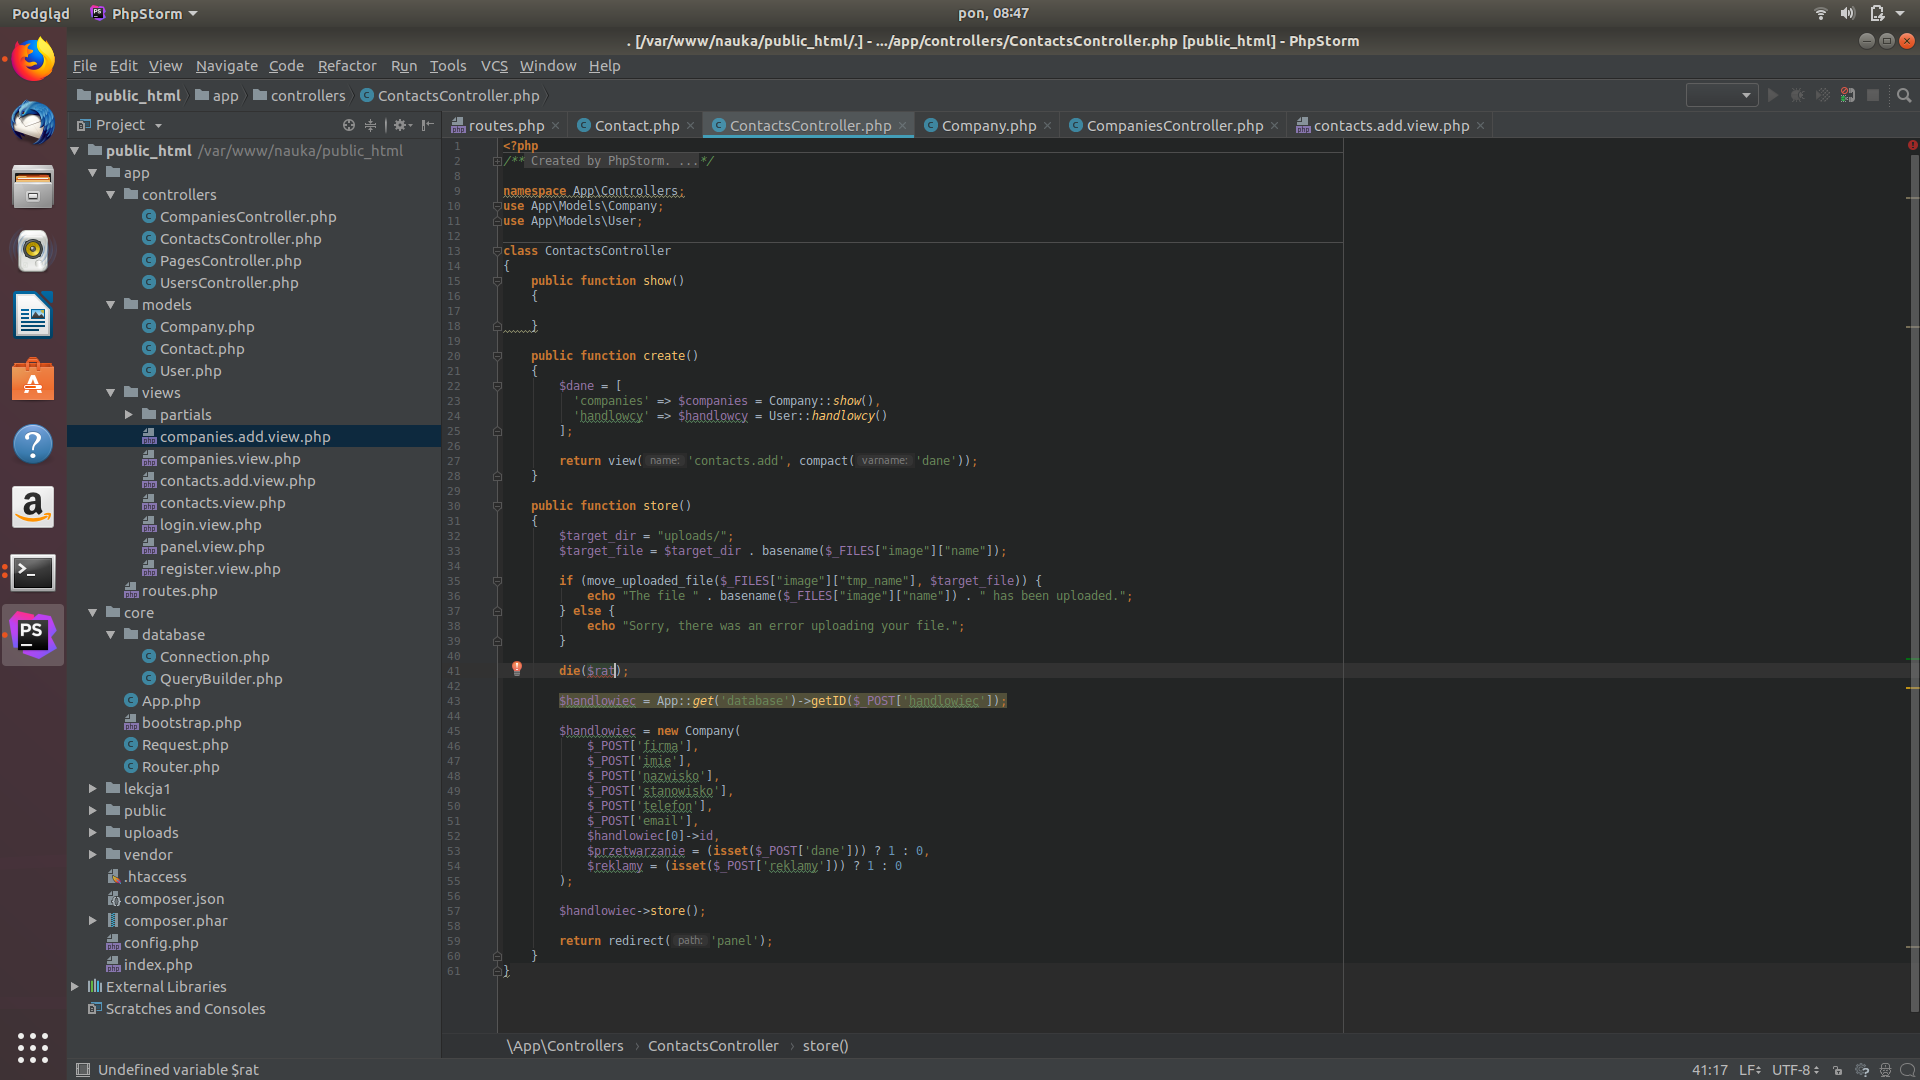 Podgląd PhpStorm pon, 08:47
. [/var/www/nauka/public_html/.] - .../app/controllers/ContactsController.php [public_html] - PhpStorm
File Edit View Navigate Code Refactor Run Tools VCS Window Help
public_html app controllers ContactsController.php
Project
routes.php Contact.php ContactsController.php Company.php CompaniesController.php contacts.add.view.php
public_html /var/www/nauka/public_html
app
controllers
CompaniesController.php
ContactsController.php
PagesController.php
UsersController.php
models
Company.php
Contact.php
User.php
views
partials
companies.add.view.php
companies.view.php
contacts.add.view.php
contacts.view.php
login.view.php
panel.view.php
register.view.php
routes.php
core
database
Connection.php
QueryBuilder.php
App.php
bootstrap.php
Request.php
Router.php
lekcja1
public
uploads
vendor
.htaccess
composer.json
composer.phar
config.php
index.php
External Libraries
Scratches and Consoles
1 <?php
2 /** Created by PhpStorm. ...*/
8
9 namespace App\Controllers;
10 use App\Models\Company;
11 use App\Models\User;
12
13 class ContactsController
14 {
15 public function show()
16 {
17
18 }
19
20 public function create()
21 {
22 $dane = [
23 'companies' => $companies = Company::show(),
24 'handlowcy' => $handlowcy = User::handlowcy()
25 ];
26
27 return view( name: 'contacts.add', compact( varname: 'dane'));
28 }
29
30 public function store()
31 {
32 $target_dir = "uploads/";
33 $target_file = $target_dir . basename($_FILES["image"]["name"]);
34
35 if (move_uploaded_file($_FILES["image"]["tmp_name"], $target_file)) {
36 echo "The file " . basename($_FILES["image"]["name"]) . " has been uploaded.";
37 } else {
38 echo "Sorry, there was an error uploading your file.";
39 }
40
41 die($rat);
42
43 $handlowiec = App::get('database')->getID($_POST['handlowiec']);
44
45 $handlowiec = new Company(
46 $_POST['firma'],
47 $_POST['imie'],
48 $_POST['nazwisko'],
49 $_POST['stanowisko'],
50 $_POST['telefon'],
51 $_POST['email'],
52 $handlowiec[0]->id,
53 $przetwarzanie = (isset($_POST['dane'])) ? 1 : 0,
54 $reklamy = (isset($_POST['reklamy'])) ? 1 : 0
55 );
56
57 $handlowiec->store();
58
59 return redirect( path: 'panel');
60 }
61 }
\App\Controllers › ContactsController › store()
Undefined variable $rat 41:17 LF UTF-8